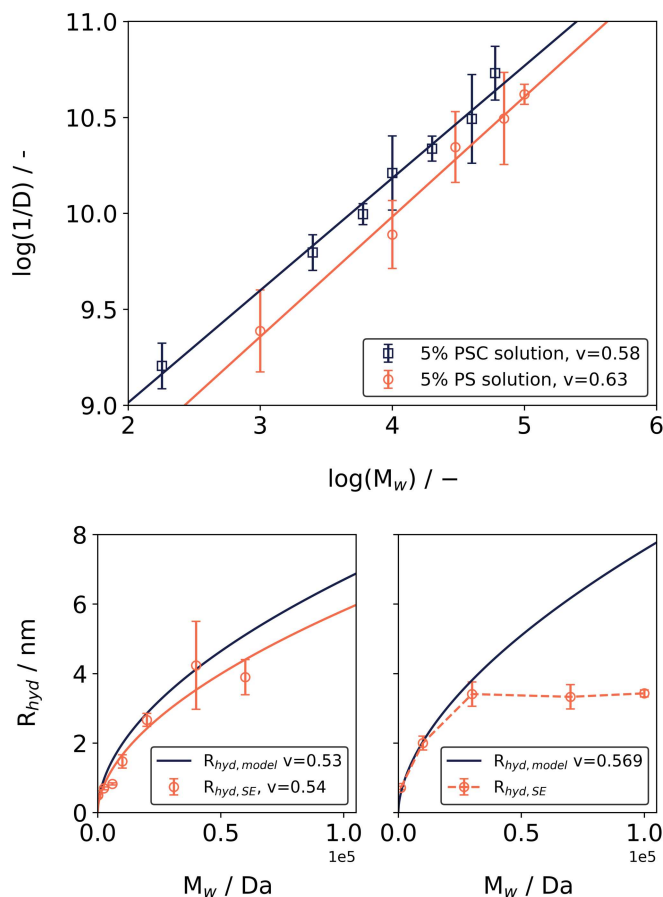 11.0
10.5
10.0
9.5
9.0
log(1/D) / -
5% PSC solution, v=0.58
5% PS solution, v=0.63
2 3 4 5 6
log(M_w) / −
8
6
4
2
0
R_hyd / nm
R_hyd,model v=0.53
R_hyd,SE, v=0.54
0.0 0.5 1.0
1e5
M_w / Da
R_hyd,model v=0.569
R_hyd,SE
0.0 0.5 1.0
1e5
M_w / Da